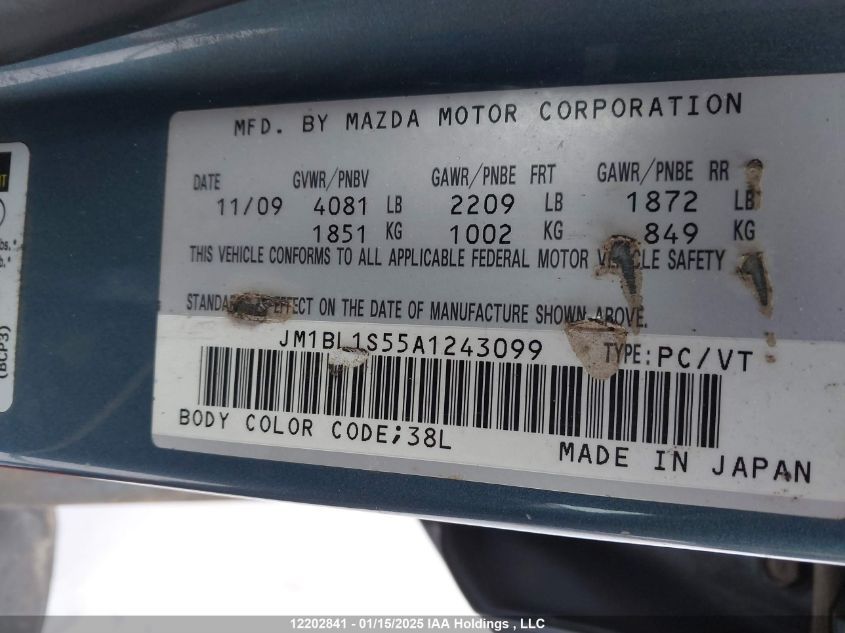 MFD. BY MAZDA MOTOR CORPORATION
DATE GVWR/PNBV GAWR/PNBE FRT GAWR/PNBE RR
11/09 4081 LB 2209 LB 1872 LB
1851 KG 1002 KG 849 KG
THIS VEHICLE CONFORMS TO ALL APPLICABLE FEDERAL MOTOR VEHICLE SAFETY
IN EFFECT ON THE DATE OF MANUFACTURE SHOWN ABOVE.
JM1BL1S55A1243099 TYPE:PC/VT
BODY COLOR CODE;38L
MADE IN JAPAN
(BCP3)
12202841 - 01/15/2025 IAA Holdings , LLC